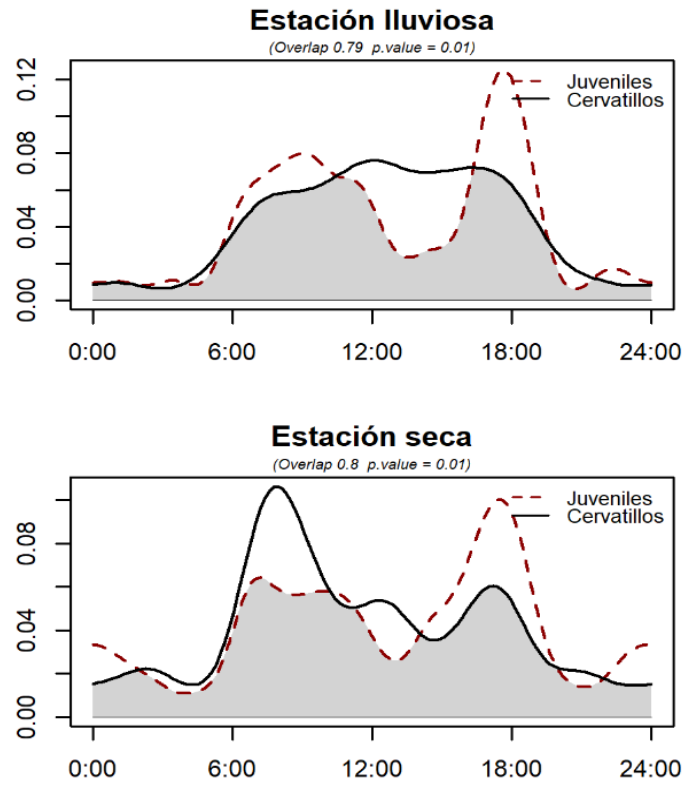 Estación lluviosa
(Overlap 0.79 p.value = 0.01)
Juveniles
Cervatillos
0.12
0.08
0.04
0.00
0:00 6:00 12:00 18:00 24:00
Estación seca
(Overlap 0.8 p.value = 0.01)
Juveniles
Cervatillos
0.08
0.04
0.00
0:00 6:00 12:00 18:00 24:00